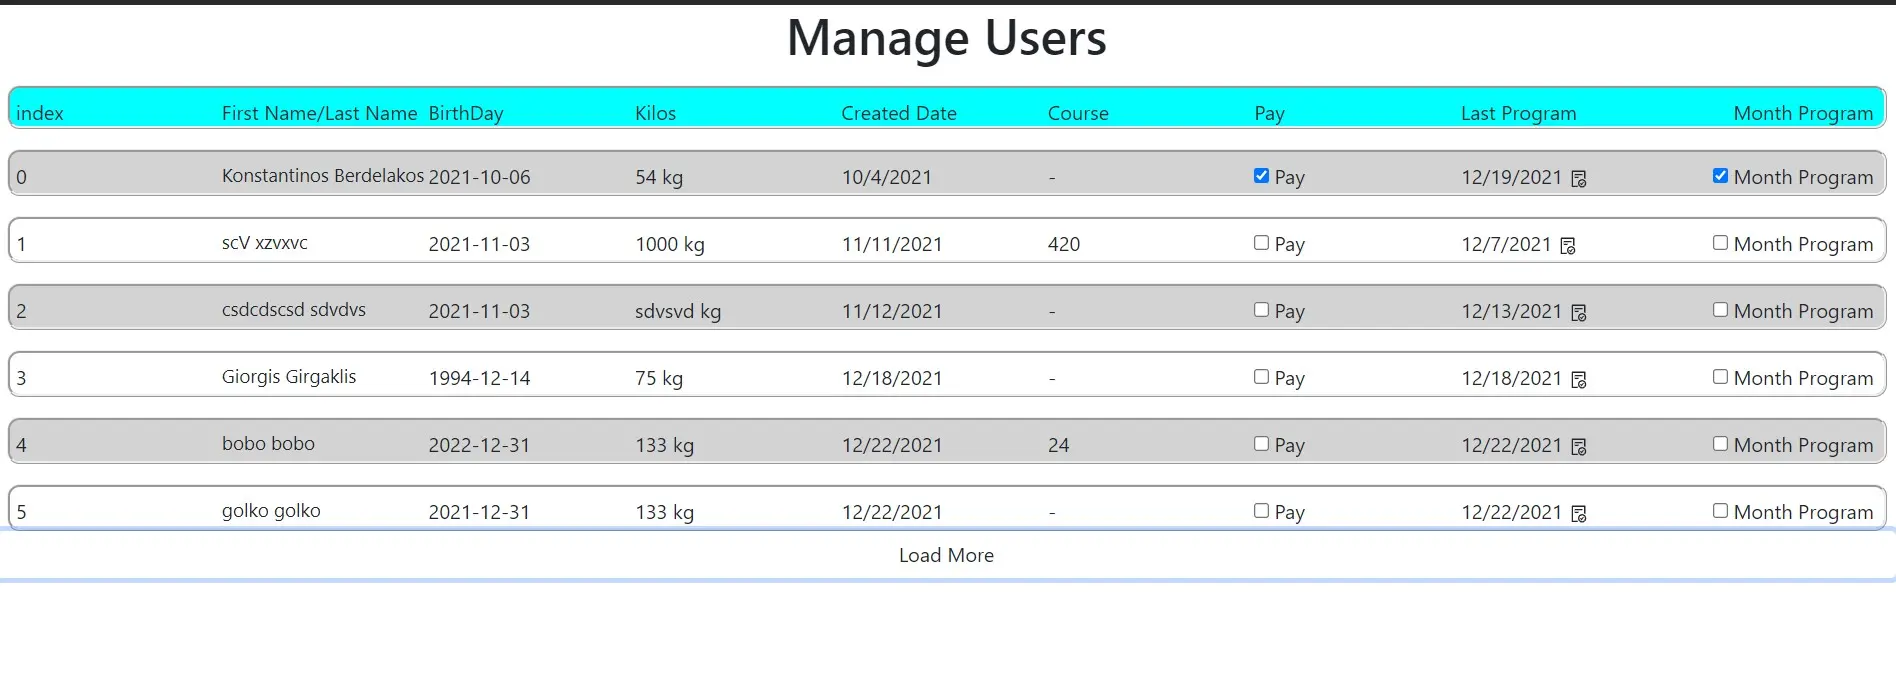 Manage Users
index First Name/Last Name BirthDay Kilos Created Date Course Pay Last Program Month Program
0 Konstantinos Berdelakos 2021-10-06 54 kg 10/4/2021 - Pay 12/19/2021 Month Program
1 scV xzvxvc 2021-11-03 1000 kg 11/11/2021 420 Pay 12/7/2021 Month Program
2 csdcdscsd sdvdvs 2021-11-03 sdvsvd kg 11/12/2021 - Pay 12/13/2021 Month Program
3 Giorgis Girgaklis 1994-12-14 75 kg 12/18/2021 - Pay 12/18/2021 Month Program
4 bobo bobo 2022-12-31 133 kg 12/22/2021 24 Pay 12/22/2021 Month Program
5 golko golko 2021-12-31 133 kg 12/22/2021 - Pay 12/22/2021 Month Program
Load More